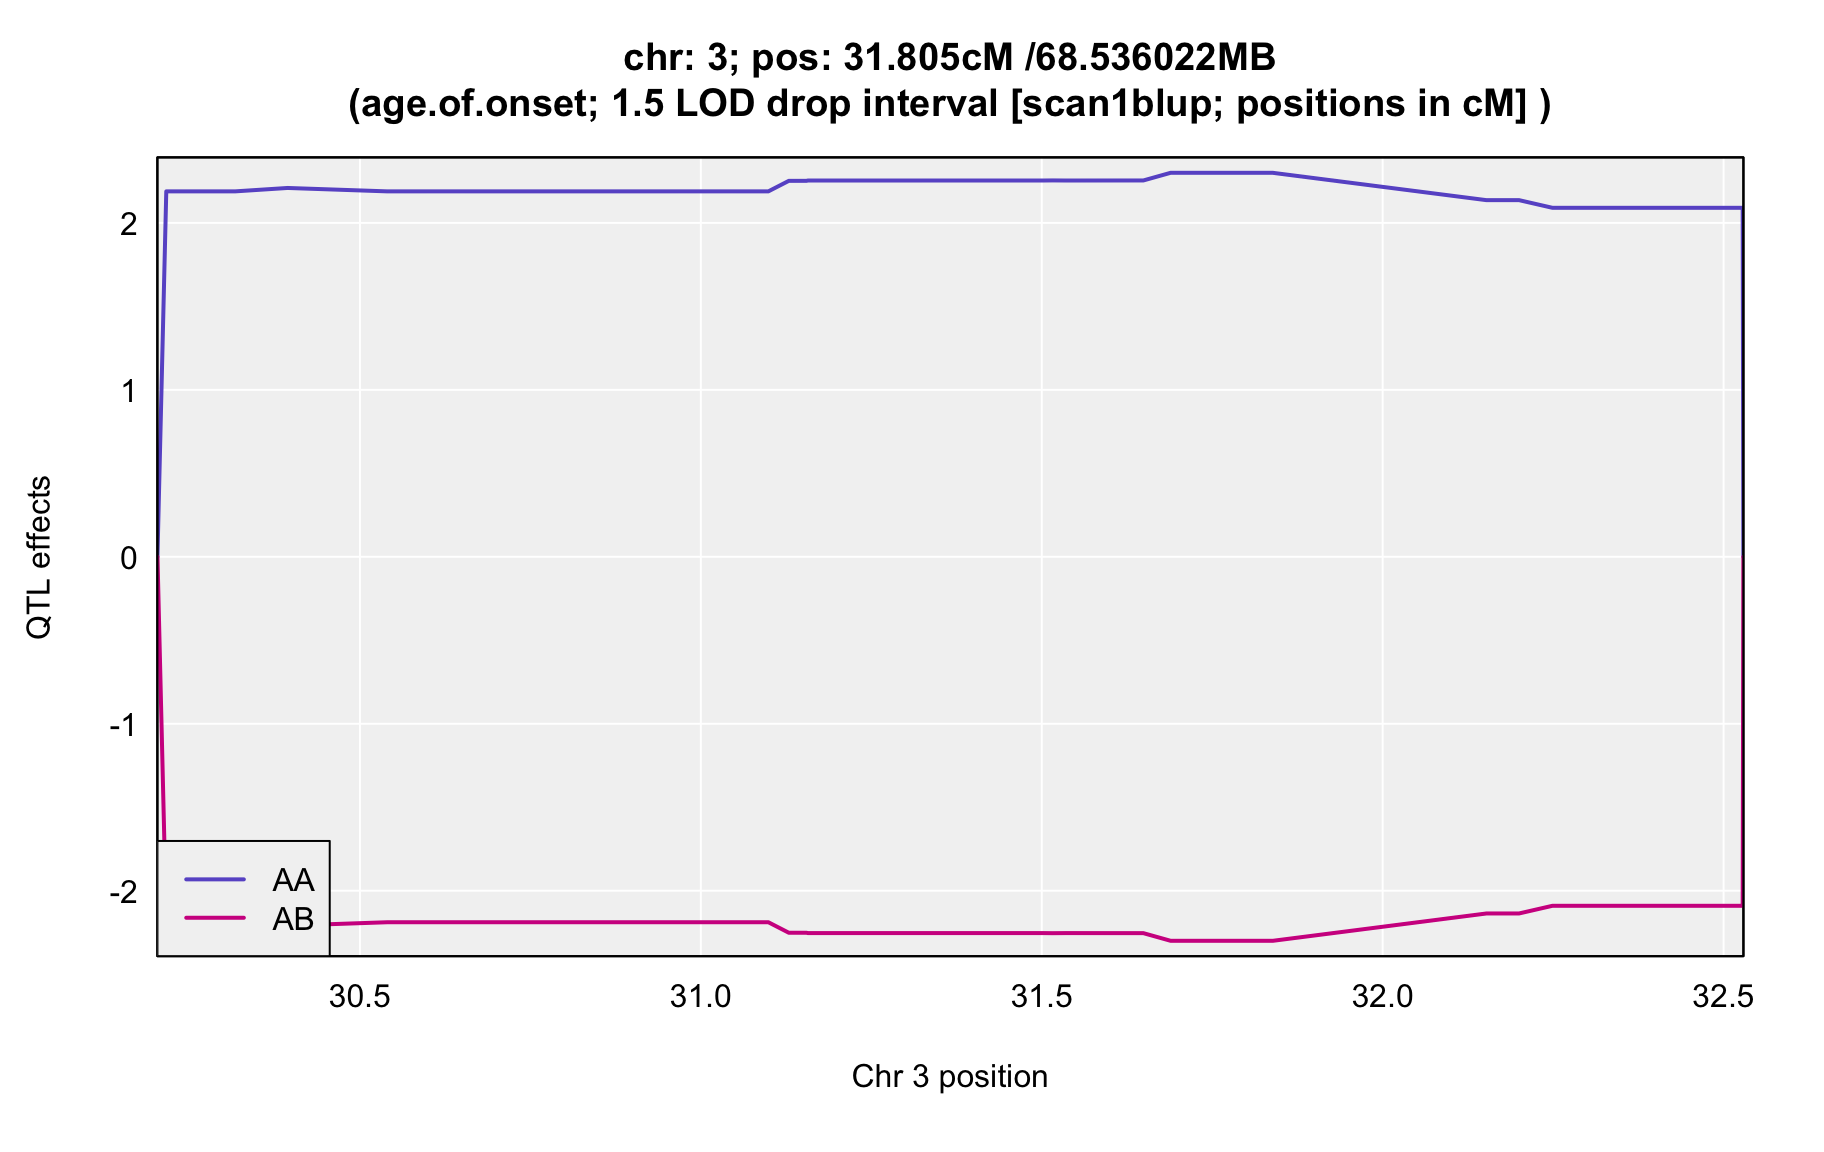 chr: 3; pos: 31.805cM /68.536022MB
(age.of.onset; 1.5 LOD drop interval [scan1blup; positions in cM] )
QTL effects
2
1
0
-1
-2
AA
AB
30.5 31.0 31.5 32.0 32.5
Chr 3 position